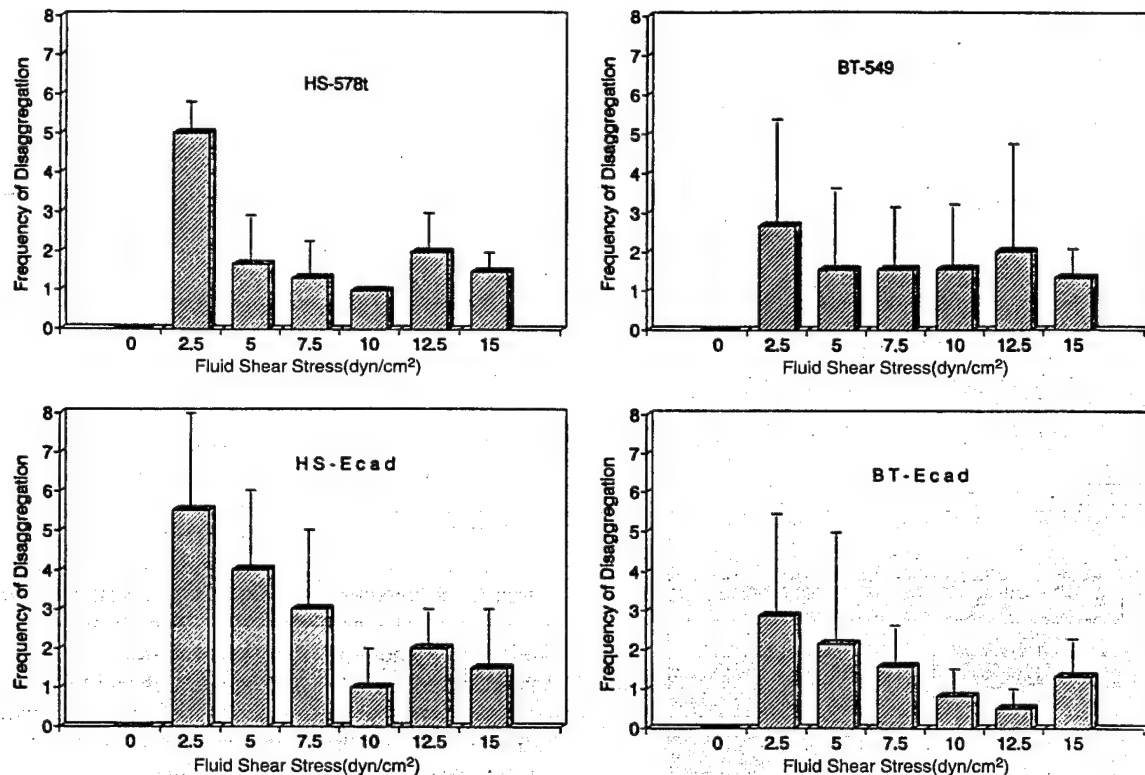 Frequency of Disaggregation
8
7
6
5
4
3
2
1
0
HS-578t
0 2.5 5 7.5 10 12.5 15
Fluid Shear Stress(dyn/cm²)
Frequency of Disaggregation
8
7
6
5
4
3
2
1
0
BT-549
0 2.5 5 7.5 10 12.5 15
Fluid Shear Stress(dyn/cm²)
Frequency of Disaggregation
8
7
6
5
4
3
2
1
0
HS-Ecad
0 2.5 5 7.5 10 12.5 15
Fluid Shear Stress(dyn/cm²)
Frequency of Disaggregation
8
7
6
5
4
3
2
1
0
BT-Ecad
0 2.5 5 7.5 10 12.5 15
Fluid Shear Stress(dyn/cm²)